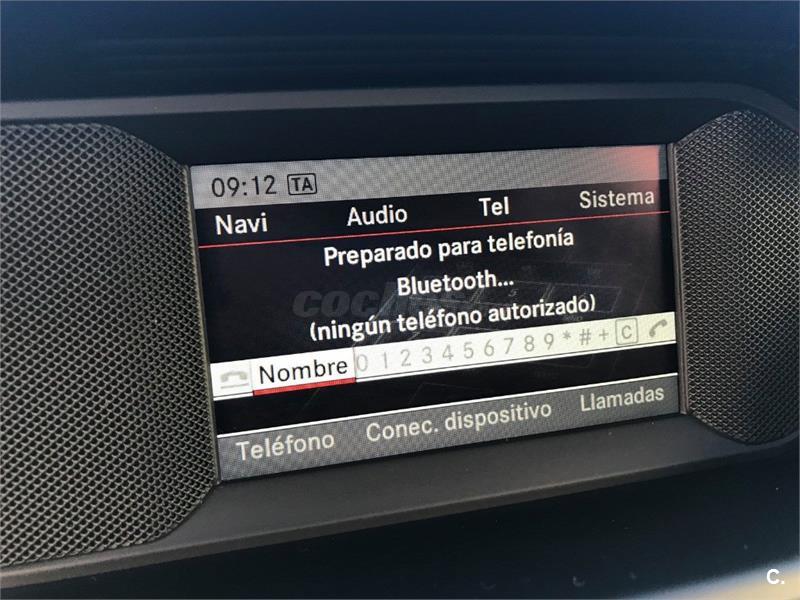 09:12 TA
Navi Audio Tel Sistema
Preparado para telefonía
Bluetooth...
(ningún teléfono autorizado)
Nombre 0 1 2 3 4 5 6 7 8 9 * # + C
Teléfono Conec. dispositivo Llamadas
C.